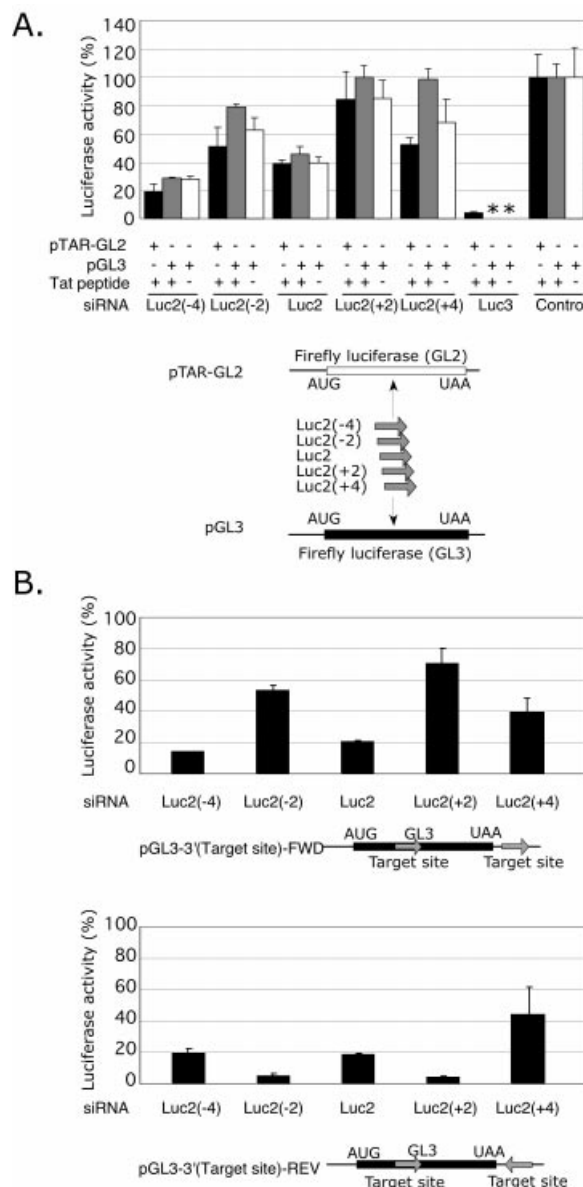 A.
Luciferase activity (%)
140
120
100
80
60
40
20
0
* *
pTAR-GL2 + - - + - - + - - + - - + - - + - - + - -
pGL3 - + + - + + - + + - + + - + + - + + - + +
Tat peptide + + - + + - + + - + + - + + - + + - + + -
siRNA Luc2(-4) Luc2(-2) Luc2 Luc2(+2) Luc2(+4) Luc3 Contro
Firefly luciferase (GL2)
pTAR-GL2
AUG UAA
Luc2(-4)
Luc2(-2)
Luc2
Luc2(+2)
Luc2(+4)
AUG UAA
pGL3
Firefly luciferase (GL3)
B.
Luciferase activity (%)
100
80
60
40
20
0
siRNA Luc2(-4) Luc2(-2) Luc2 Luc2(+2) Luc2(+4)
AUG GL3 UAA
pGL3-3'(Target site)-FWD
Target site Target site
Luciferase activity (%)
100
80
60
40
20
0
siRNA Luc2(-4) Luc2(-2) Luc2 Luc2(+2) Luc2(+4)
AUG GL3 UAA
pGL3-3'(Target site)-REV
Target site Target site